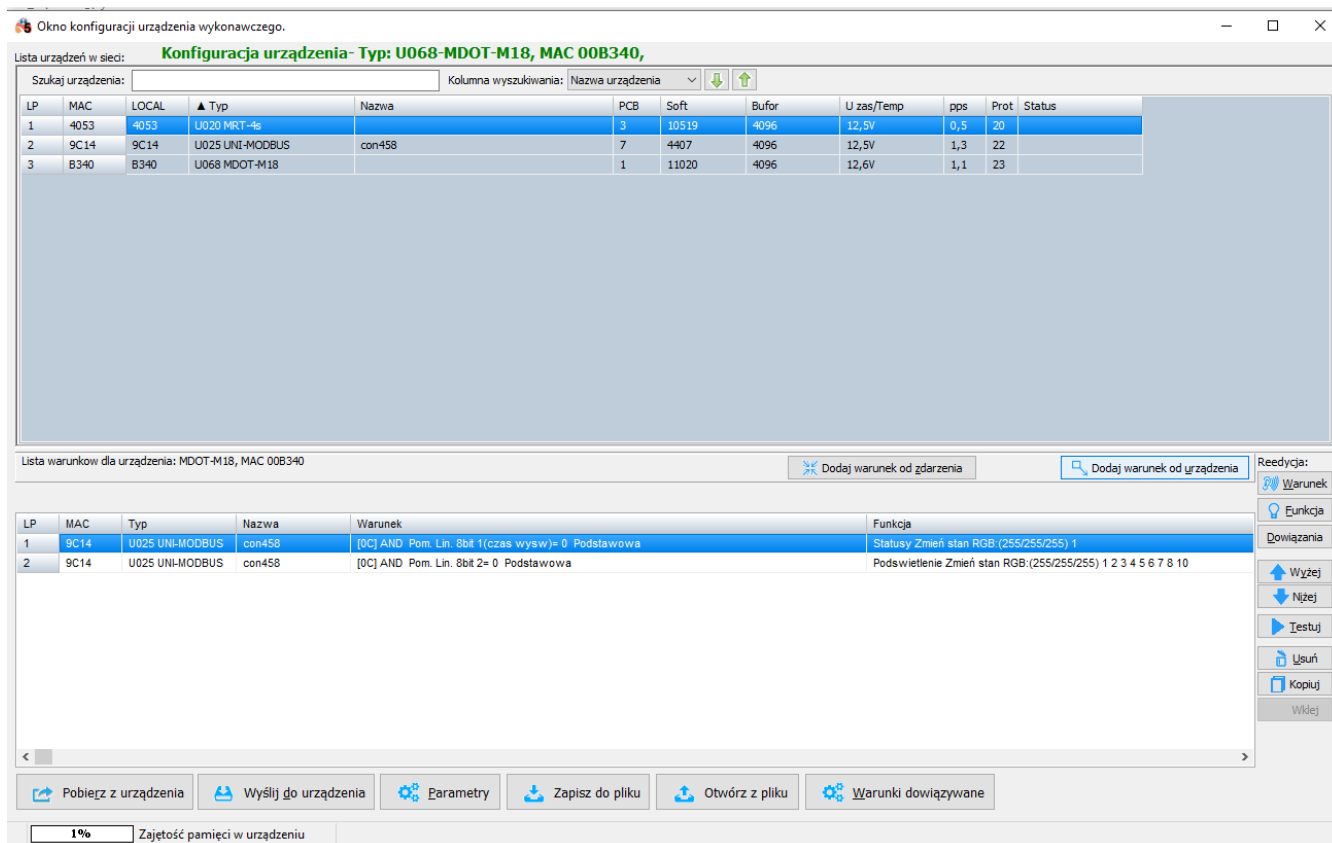 Okno konfiguracji urządzenia wykonawczego.
Lista urządzeń w sieci: Konfiguracja urządzenia- Typ: U068-MDOT-M18, MAC 00B340,
Szukaj urządzenia: Kolumna wyszukiwania: Nazwa urządzenia
LP MAC LOCAL ▲ Typ Nazwa PCB Soft Bufor U zas/Temp pps Prot Status
1 4053 4053 U020 MRT-4s 3 10519 4096 12,5V 0,5 20
2 9C14 9C14 U025 UNI-MODBUS con458 7 4407 4096 12,5V 1,3 22
3 B340 B340 U068 MDOT-M18 1 11020 4096 12,6V 1,1 23
Lista warunkow dla urządzenia: MDOT-M18, MAC 00B340
Dodaj warunek od zdarzenia
Dodaj warunek od urządzenia
Reedycja:
Warunek
Funkcja
Dowiązania
Wyżej
Niżej
Testuj
Usuń
Kopiuj
Wklej
LP MAC Typ Nazwa Warunek Funkcja
1 9C14 U025 UNI-MODBUS con458 [0C] AND Pom. Lin. 8bit 1(czas wysw)= 0 Podstawowa Statusy Zmień stan RGB:(255/255/255) 1
2 9C14 U025 UNI-MODBUS con458 [0C] AND Pom. Lin. 8bit 2= 0 Podstawowa Podswietlenie Zmień stan RGB:(255/255/255) 1 2 3 4 5 6 7 8 10
Pobierz z urządzenia Wyślij do urządzenia Parametry Zapisz do pliku Otwórz z pliku Warunki dowiązywane
1% Zajętość pamięci w urządzeniu